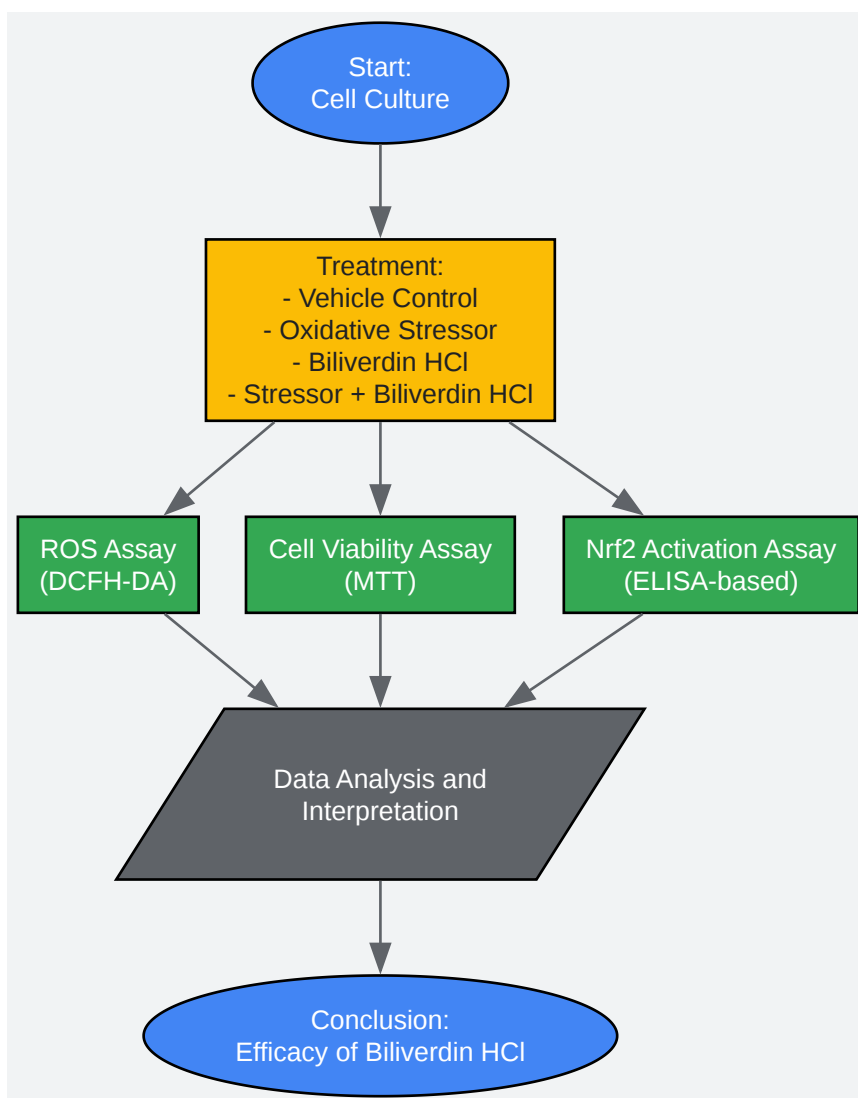 Start:
Cell Culture
Treatment:
- Vehicle Control
- Oxidative Stressor
- Biliverdin HCl
- Stressor + Biliverdin HCl
ROS Assay
(DCFH-DA)
Cell Viability Assay
(MTT)
Nrf2 Activation Assay
(ELISA-based)
Data Analysis and
Interpretation
Conclusion:
Efficacy of Biliverdin HCl